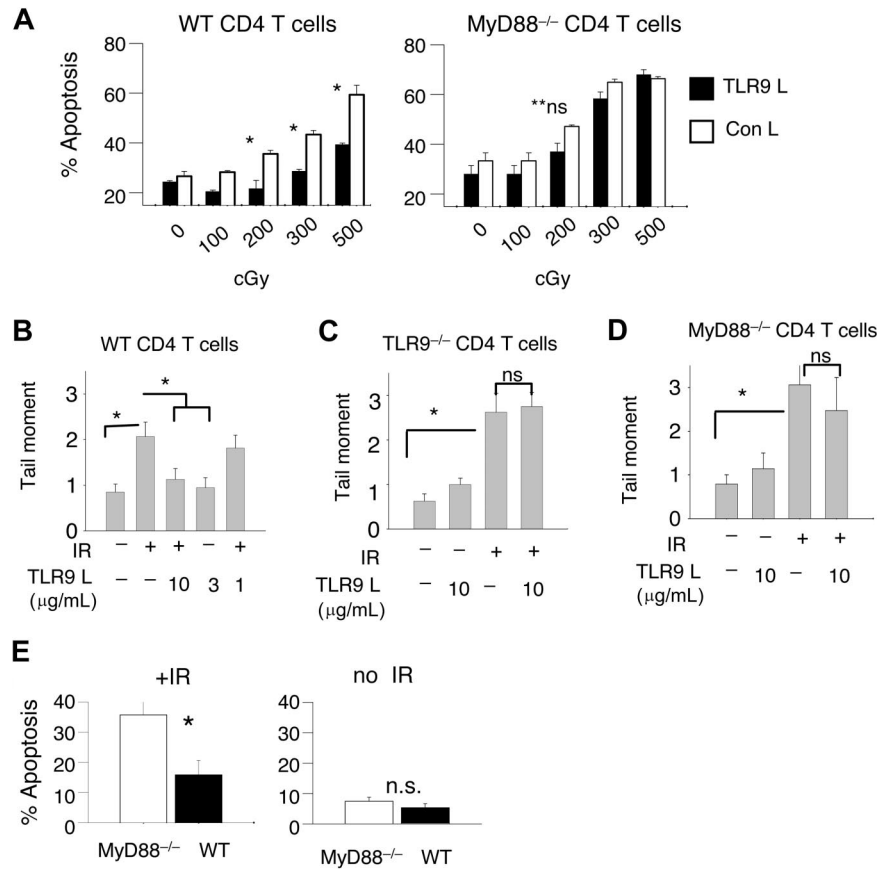 A
WT CD4 T cells
MyD88–/– CD4 T cells
% Apoptosis
80
60
40
20
* * *
0 100 200 300 500
cGy
80
60
40
20
**ns
0 100 200 300 500
cGy
TLR9 L
Con L
B
WT CD4 T cells
Tail moment
3
2
1
0
* *
IR – + + – +
TLR9 L – – 10 3 1
(µg/mL)
C
TLR9–/– CD4 T cells
Tail moment
3
2
1
0
* ns
IR – – + +
TLR9 L – 10 – 10
(µg/mL)
D
MyD88–/– CD4 T cells
Tail moment
3
2
1
0
* ns
IR – – + +
TLR9 L – 10 – 10
(µg/mL)
E
+IR
% Apoptosis
40
30
20
10
0
*
MyD88–/– WT
no IR
40
30
20
10
0
n.s.
MyD88–/– WT